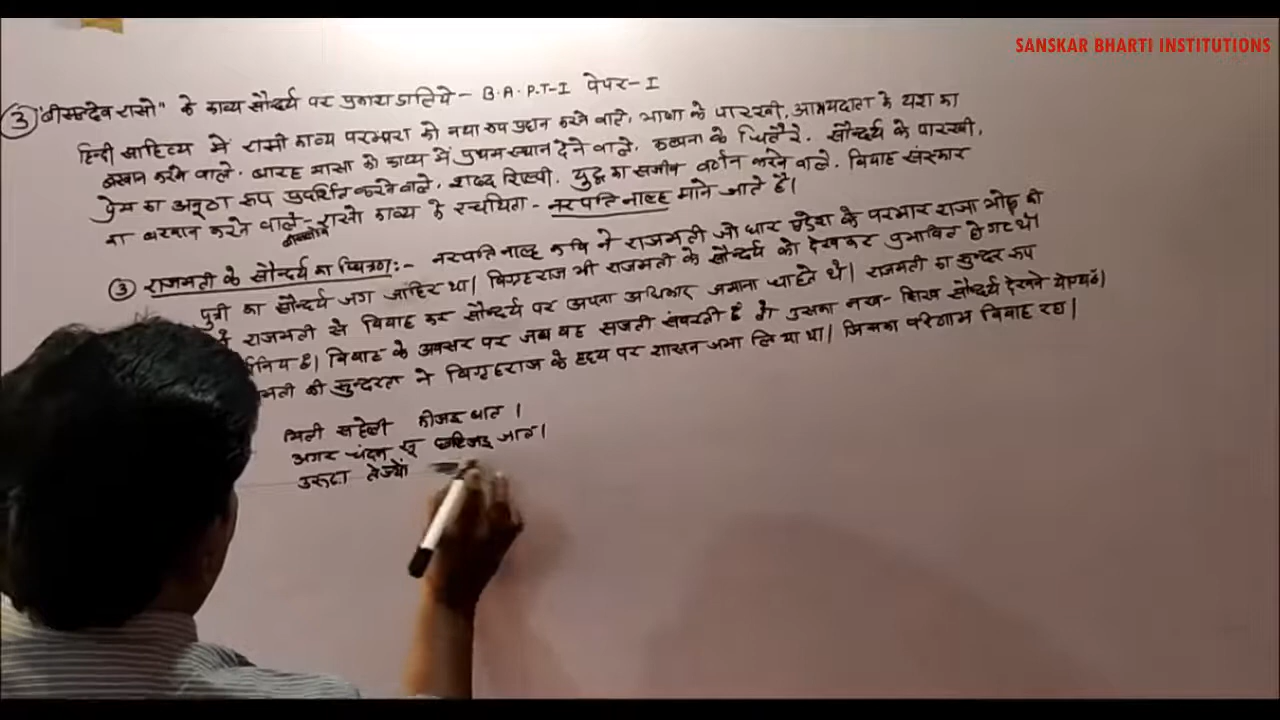 SANSKAR BHARTI INSTITUTIONS
3 "बीसलदेव रासो" के काव्य सौन्दर्य पर प्रकाश डालिये - B.A. P.T-I पेपर-I
हिन्दी साहित्य में रासो काव्य परम्परा को नया रूप प्रदान करने वाले, भाषा के पारखी, आश्रयदाता के यश का
बखान करने वाले, बारह मासा को काव्य में प्रथम स्थान देने वाले, कल्पना के चितेरे, सौन्दर्य के पारखी,
प्रेम का अनूठा रूप प्रदर्शित करने वाले, शब्द शिल्पी, युद्ध का सजीव वर्णन करने वाले, विवाह संस्कार
का बखान करने वाले - रासो काव्य के रचयिता - नरपति नाल्ह माने जाते है।
बीसलदेव
① राजमती के सौन्दर्य का चित्रण :- नरपति नाल्ह कवि ने राजमती जो धार प्रदेश के परमार राजा भोज की
पुत्री का सौन्दर्य जग जाहिर था। विग्रहराज भी राजमती के सौन्दर्य को देखकर प्रभावित हो गए थे।
राजमती से विवाह कर सौन्दर्य पर अपना अधिकार जमाना चाहते थे। राजमती का सुन्दर रूप
है। विवाह के अवसर पर जब वह सजती संवरती है तो उसका नख-शिख सौन्दर्य देखने योग्य है।
मती की सुन्दरता ने विग्रहराज के हृदय पर शासन जमा लिया था। जिसका परिणाम विवाह रहा।
मिली सहेली कीजइ बात।
अगर चंदन सू जात।